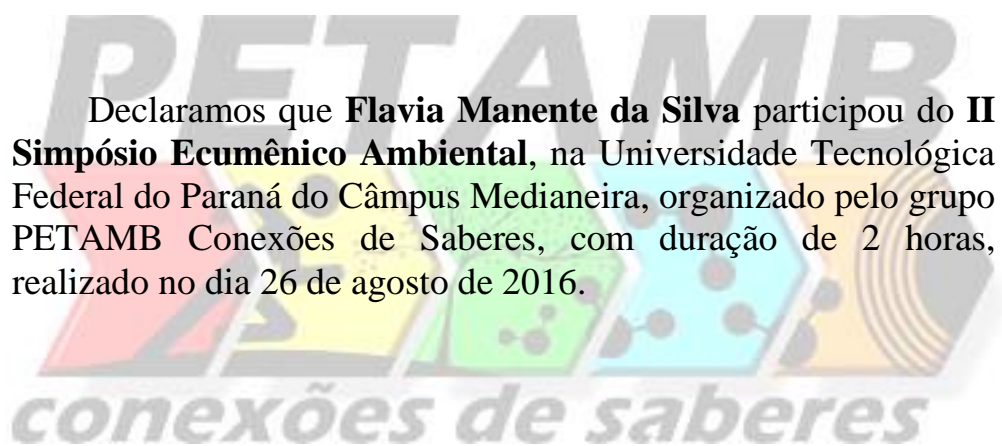 PETAMB
Declaramos que Flavia Manente da Silva participou do II
Simpósio Ecumênico Ambiental, na Universidade Tecnológica
Federal do Paraná do Câmpus Medianeira, organizado pelo grupo
PETAMB Conexões de Saberes, com duração de 2 horas,
realizado no dia 26 de agosto de 2016.
conexões de saberes